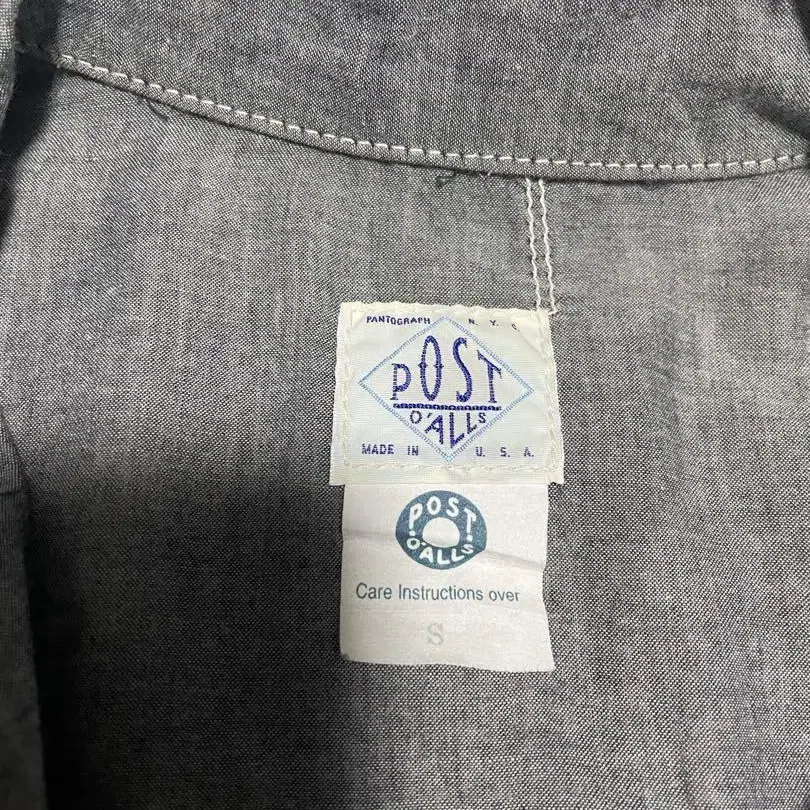 PANTOGRAPH N. Y. C.
POST
O'ALLS
MADE IN U. S. A.
POST
O'ALLS
Care Instructions over
S